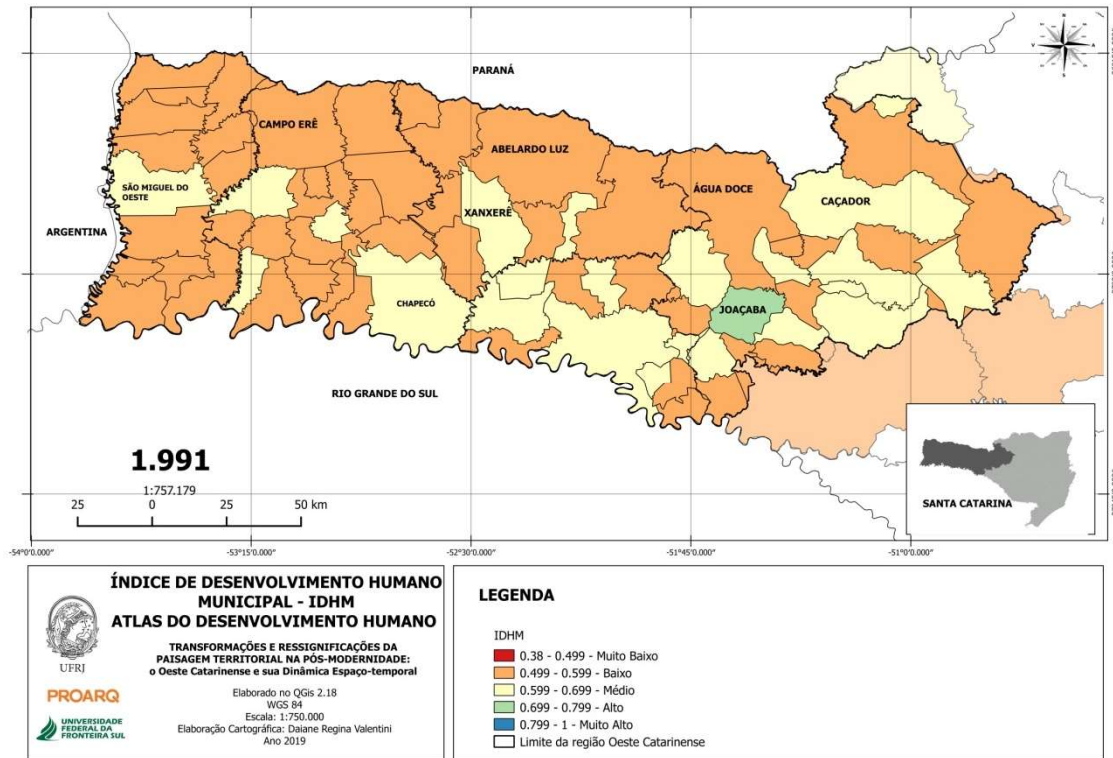 PARANÁ
CAMPO ERÊ
ABELARDO LUZ
SÃO MIGUEL DO
OESTE
ÁGUA DOCE
XANXERÊ
CAÇADOR
ARGENTINA
CHAPECÓ
JOAÇABA
RIO GRANDE DO SUL
SANTA CATARINA
1.991
1:757.179
25 0 25 50 km
-54°0'0.000" -53°15'0.000" -52°30'0.000" -51°45'0.000" -51°0'0.000"
ÍNDICE DE DESENVOLVIMENTO HUMANO
MUNICIPAL - IDHM
ATLAS DO DESENVOLVIMENTO HUMANO
TRANSFORMAÇÕES E RESSIGNIFICAÇÕES DA
PAISAGEM TERRITORIAL NA PÓS-MODERNIDADE:
o Oeste Catarinense e sua Dinâmica Espaço-temporal
Elaborado no QGis 2.18
WGS 84
Escala: 1:750.000
Elaboração Cartográfica: Daiane Regina Valentini
Ano 2019
UFRJ
PROARQ
UNIVERSIDADE
FEDERAL DA
FRONTEIRA SUL
LEGENDA
IDHM
0.38 - 0.499 - Muito Baixo
0.499 - 0.599 - Baixo
0.599 - 0.699 - Médio
0.699 - 0.799 - Alto
0.799 - 1 - Muito Alto
Limite da região Oeste Catarinense